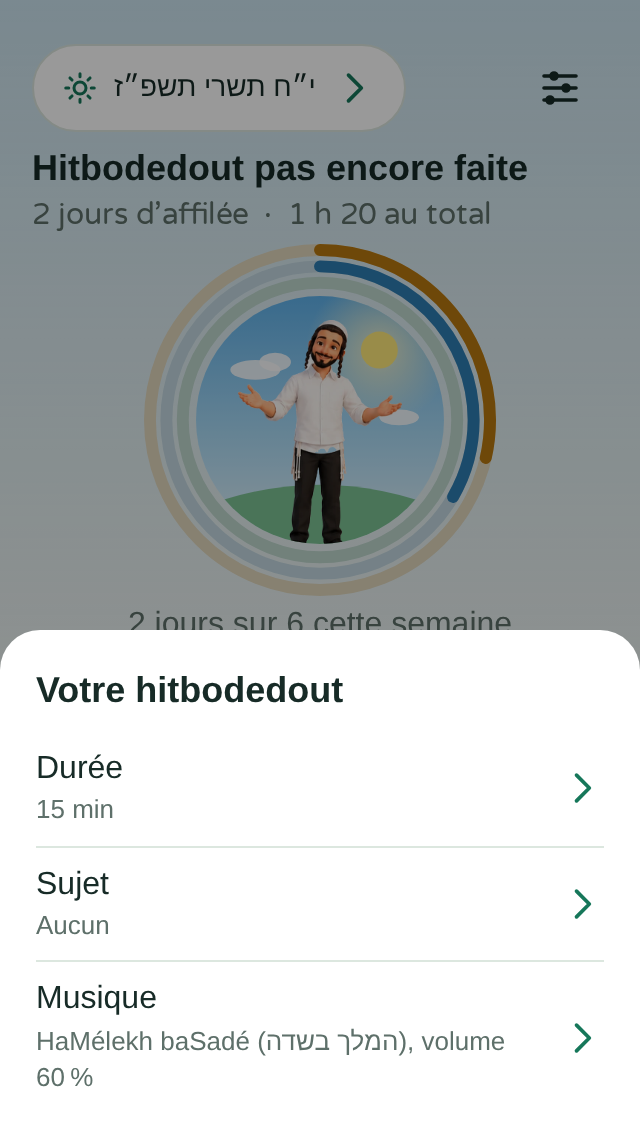 י״ח תשרי תשפ״ז
Hitbodedout pas encore faite
2 jours d’affilée · 1 h 20 au total
2 jours sur 6 cette semaine
Votre hitbodedout
Durée
15 min
Sujet
Aucun
Musique
HaMélekh baSadé (המלך בשדה), volume
60 %